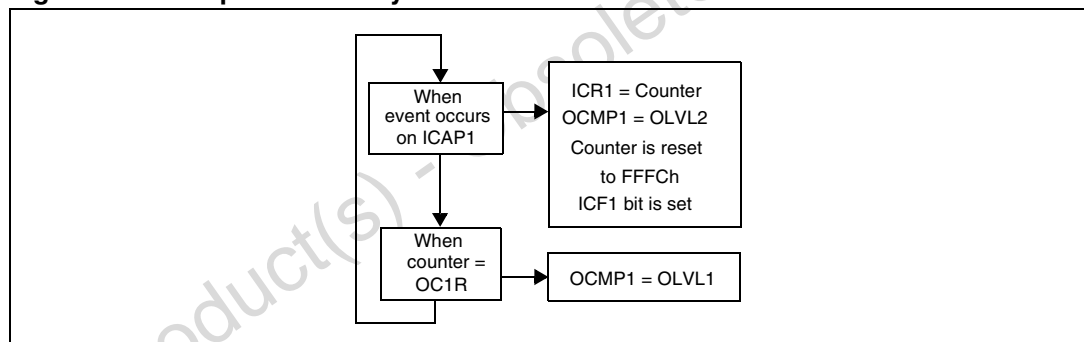 When
event occurs
on ICAP1
ICR1 = Counter
OCMP1 = OLVL2
Counter is reset
to FFFCh
ICF1 bit is set
When
counter =
OC1R
OCMP1 = OLVL1